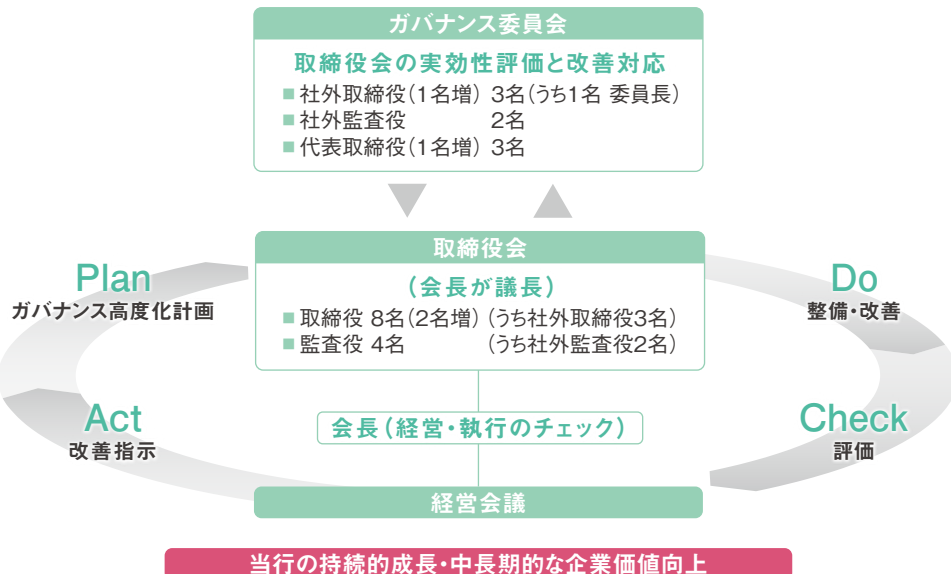 ガバナンス委員会
取締役会の実効性評価と改善対応
■社外取締役(1名増) 3名(うち1名 委員長)
■社外監査役 2名
■代表取締役(1名増) 3名
取締役会
(会長が議長)
■取締役 8名(2名増) (うち社外取締役3名)
■監査役 4名 (うち社外監査役2名)
Plan
ガバナンス高度化計画
Do
整備・改善
Act
改善指示
会長(経営・執行のチェック)
Check
評価
経営会議
当行の持続的成長・中長期的な企業価値向上